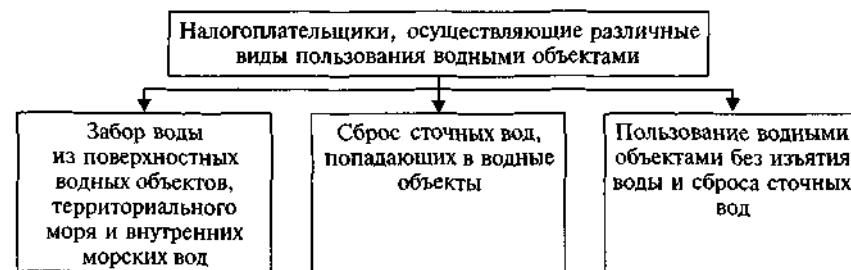 Налогоплательщики, осуществляющие различные
виды пользования водными объектами
Забор воды
из поверхностных
водных объектов,
территориального
моря и внутренних
морских вод
Сброс сточных вод,
попадающих в водные
объекты
Пользование водными
объектами без изъятия
воды и сброса сточных
вод